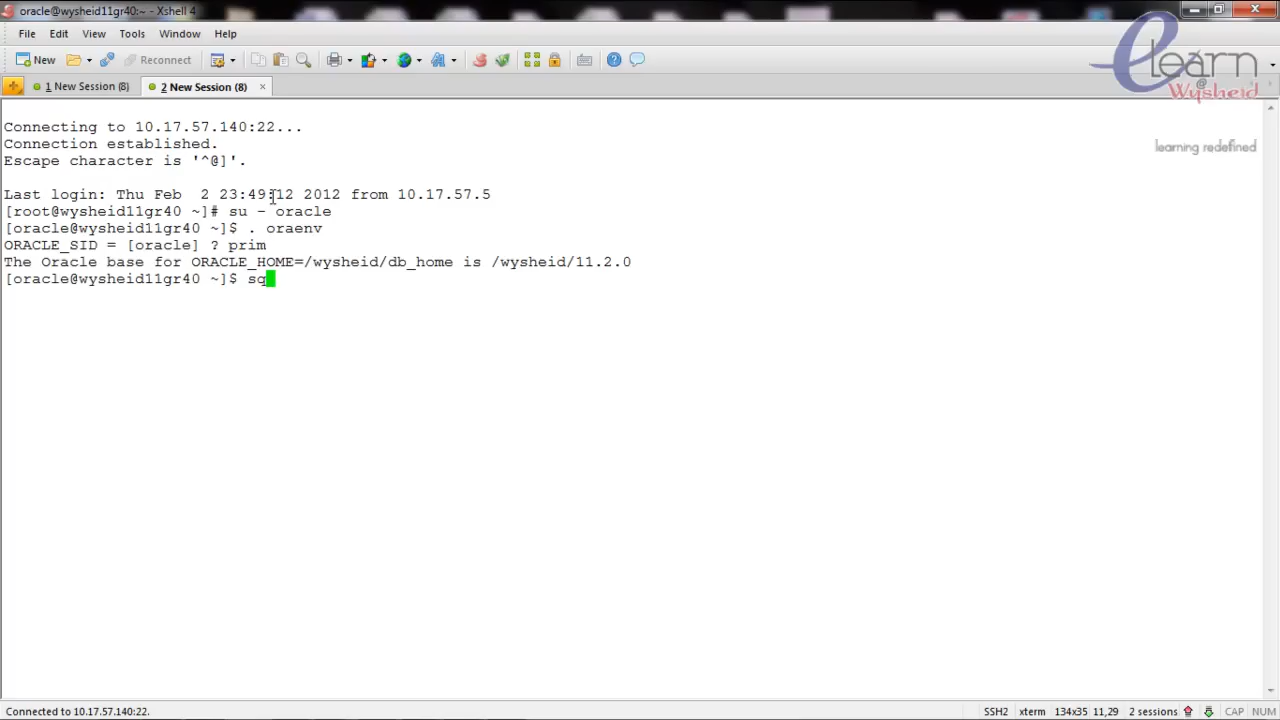 oracle@wysheid11gr40:~ - Xshell 4
File Edit View Tools Window Help
New Reconnect
1 New Session (8) 2 New Session (8)
elearn
@
Wysheid
learning redefined
Connecting to 10.17.57.140:22...
Connection established.
Escape character is '^@]'.
Last login: Thu Feb  2 23:49:12 2012 from 10.17.57.5
[root@wysheid11gr40 ~]# su - oracle
[oracle@wysheid11gr40 ~]$ . oraenv
ORACLE_SID = [oracle] ? prim
The Oracle base for ORACLE_HOME=/wysheid/db_home is /wysheid/11.2.0
[oracle@wysheid11gr40 ~]$ sq
Connected to 10.17.57.140:22. SSH2 xterm 134x35 11,29 2 sessions CAP NUM